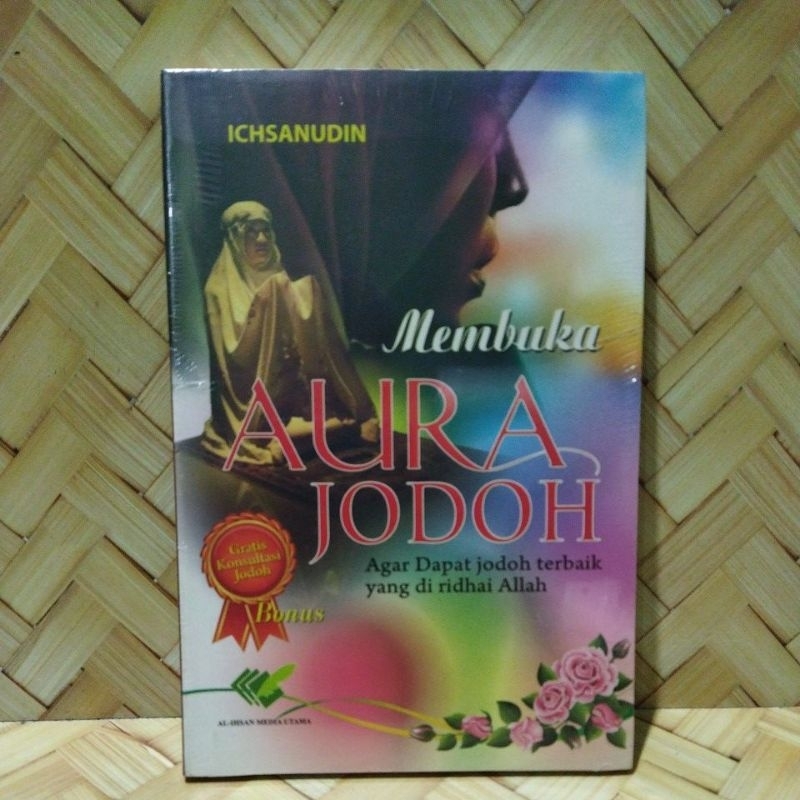 ICHSANUDIN
Membuka
AURA
JODOH
Agar Dapat jodoh terbaik
yang di ridhai Allah
Gratis
Konsultasi
Jodoh
Bonus
AL-IHSAN MEDIA UTAMA